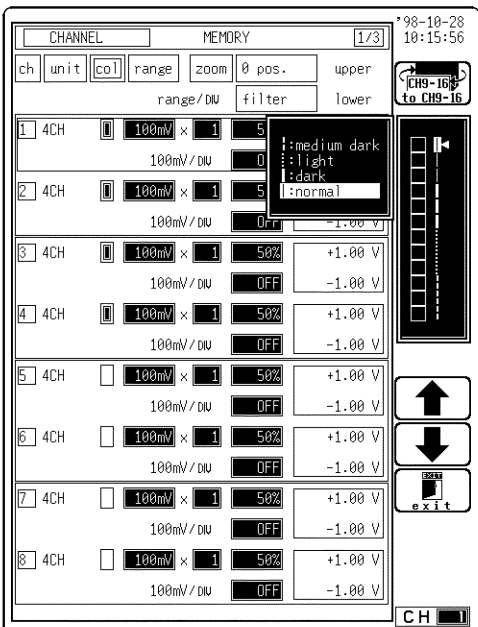 '98-10-28
10:15:56
CHANNEL MEMORY 1/3
ch unit col range zoom 0 pos. upper
range/DIV filter lower
CH9-16
to CH9-16
1 4CH 100mV × 1 5
100mV/DIV 0
:medium dark
:light
:dark
:normal
2 4CH 100mV × 1 5
100mV/DIV OFF -1.00 V
3 4CH 100mV × 1 50% +1.00 V
100mV/DIV OFF -1.00 V
4 4CH 100mV × 1 50% +1.00 V
100mV/DIV OFF -1.00 V
5 4CH 100mV × 1 50% +1.00 V
100mV/DIV OFF -1.00 V
6 4CH 100mV × 1 50% +1.00 V
100mV/DIV OFF -1.00 V
7 4CH 100mV × 1 50% +1.00 V
100mV/DIV OFF -1.00 V
8 4CH 100mV × 1 50% +1.00 V
100mV/DIV OFF -1.00 V
EXIT
exit
CH 1